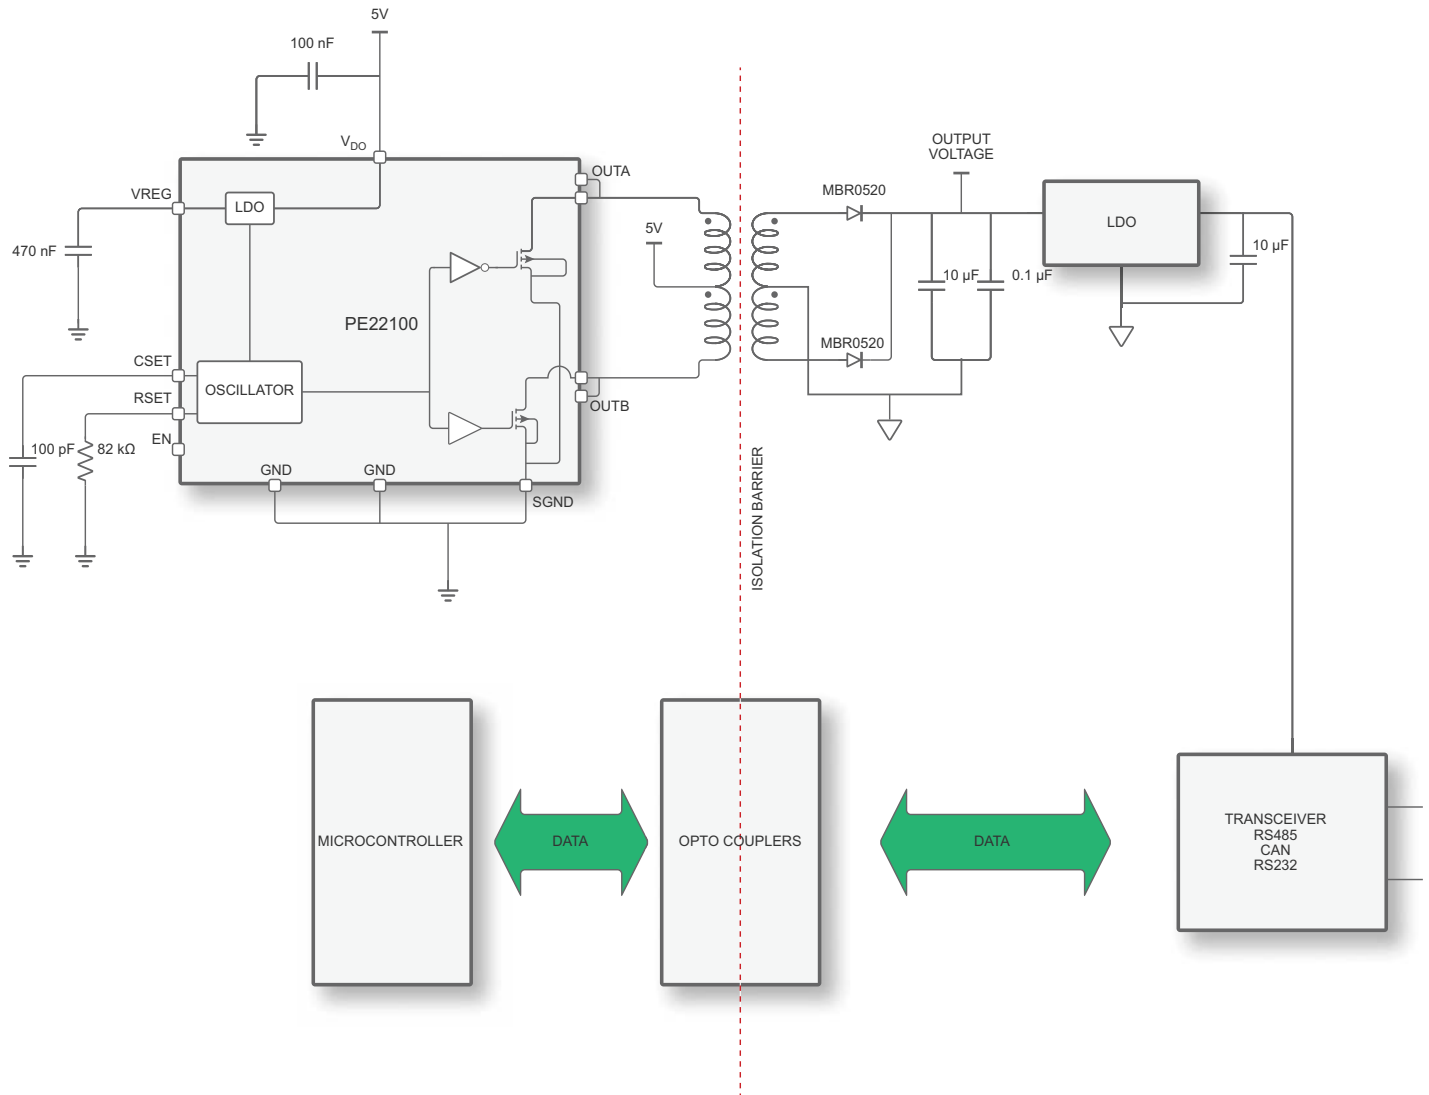 5V
100 nF
V_DO
VREG
LDO
470 nF
OUTA
5V
PE22100
CSET
OSCILLATOR
RSET
EN
100 pF
82 kΩ
OUTB
GND
GND
SGND
MBR0520
MBR0520
OUTPUT
VOLTAGE
10 µF
0.1 µF
LDO
10 µF
ISOLATION BARRIER
MICROCONTROLLER
DATA
OPTO COUPLERS
DATA
TRANSCEIVER
RS485
CAN
RS232